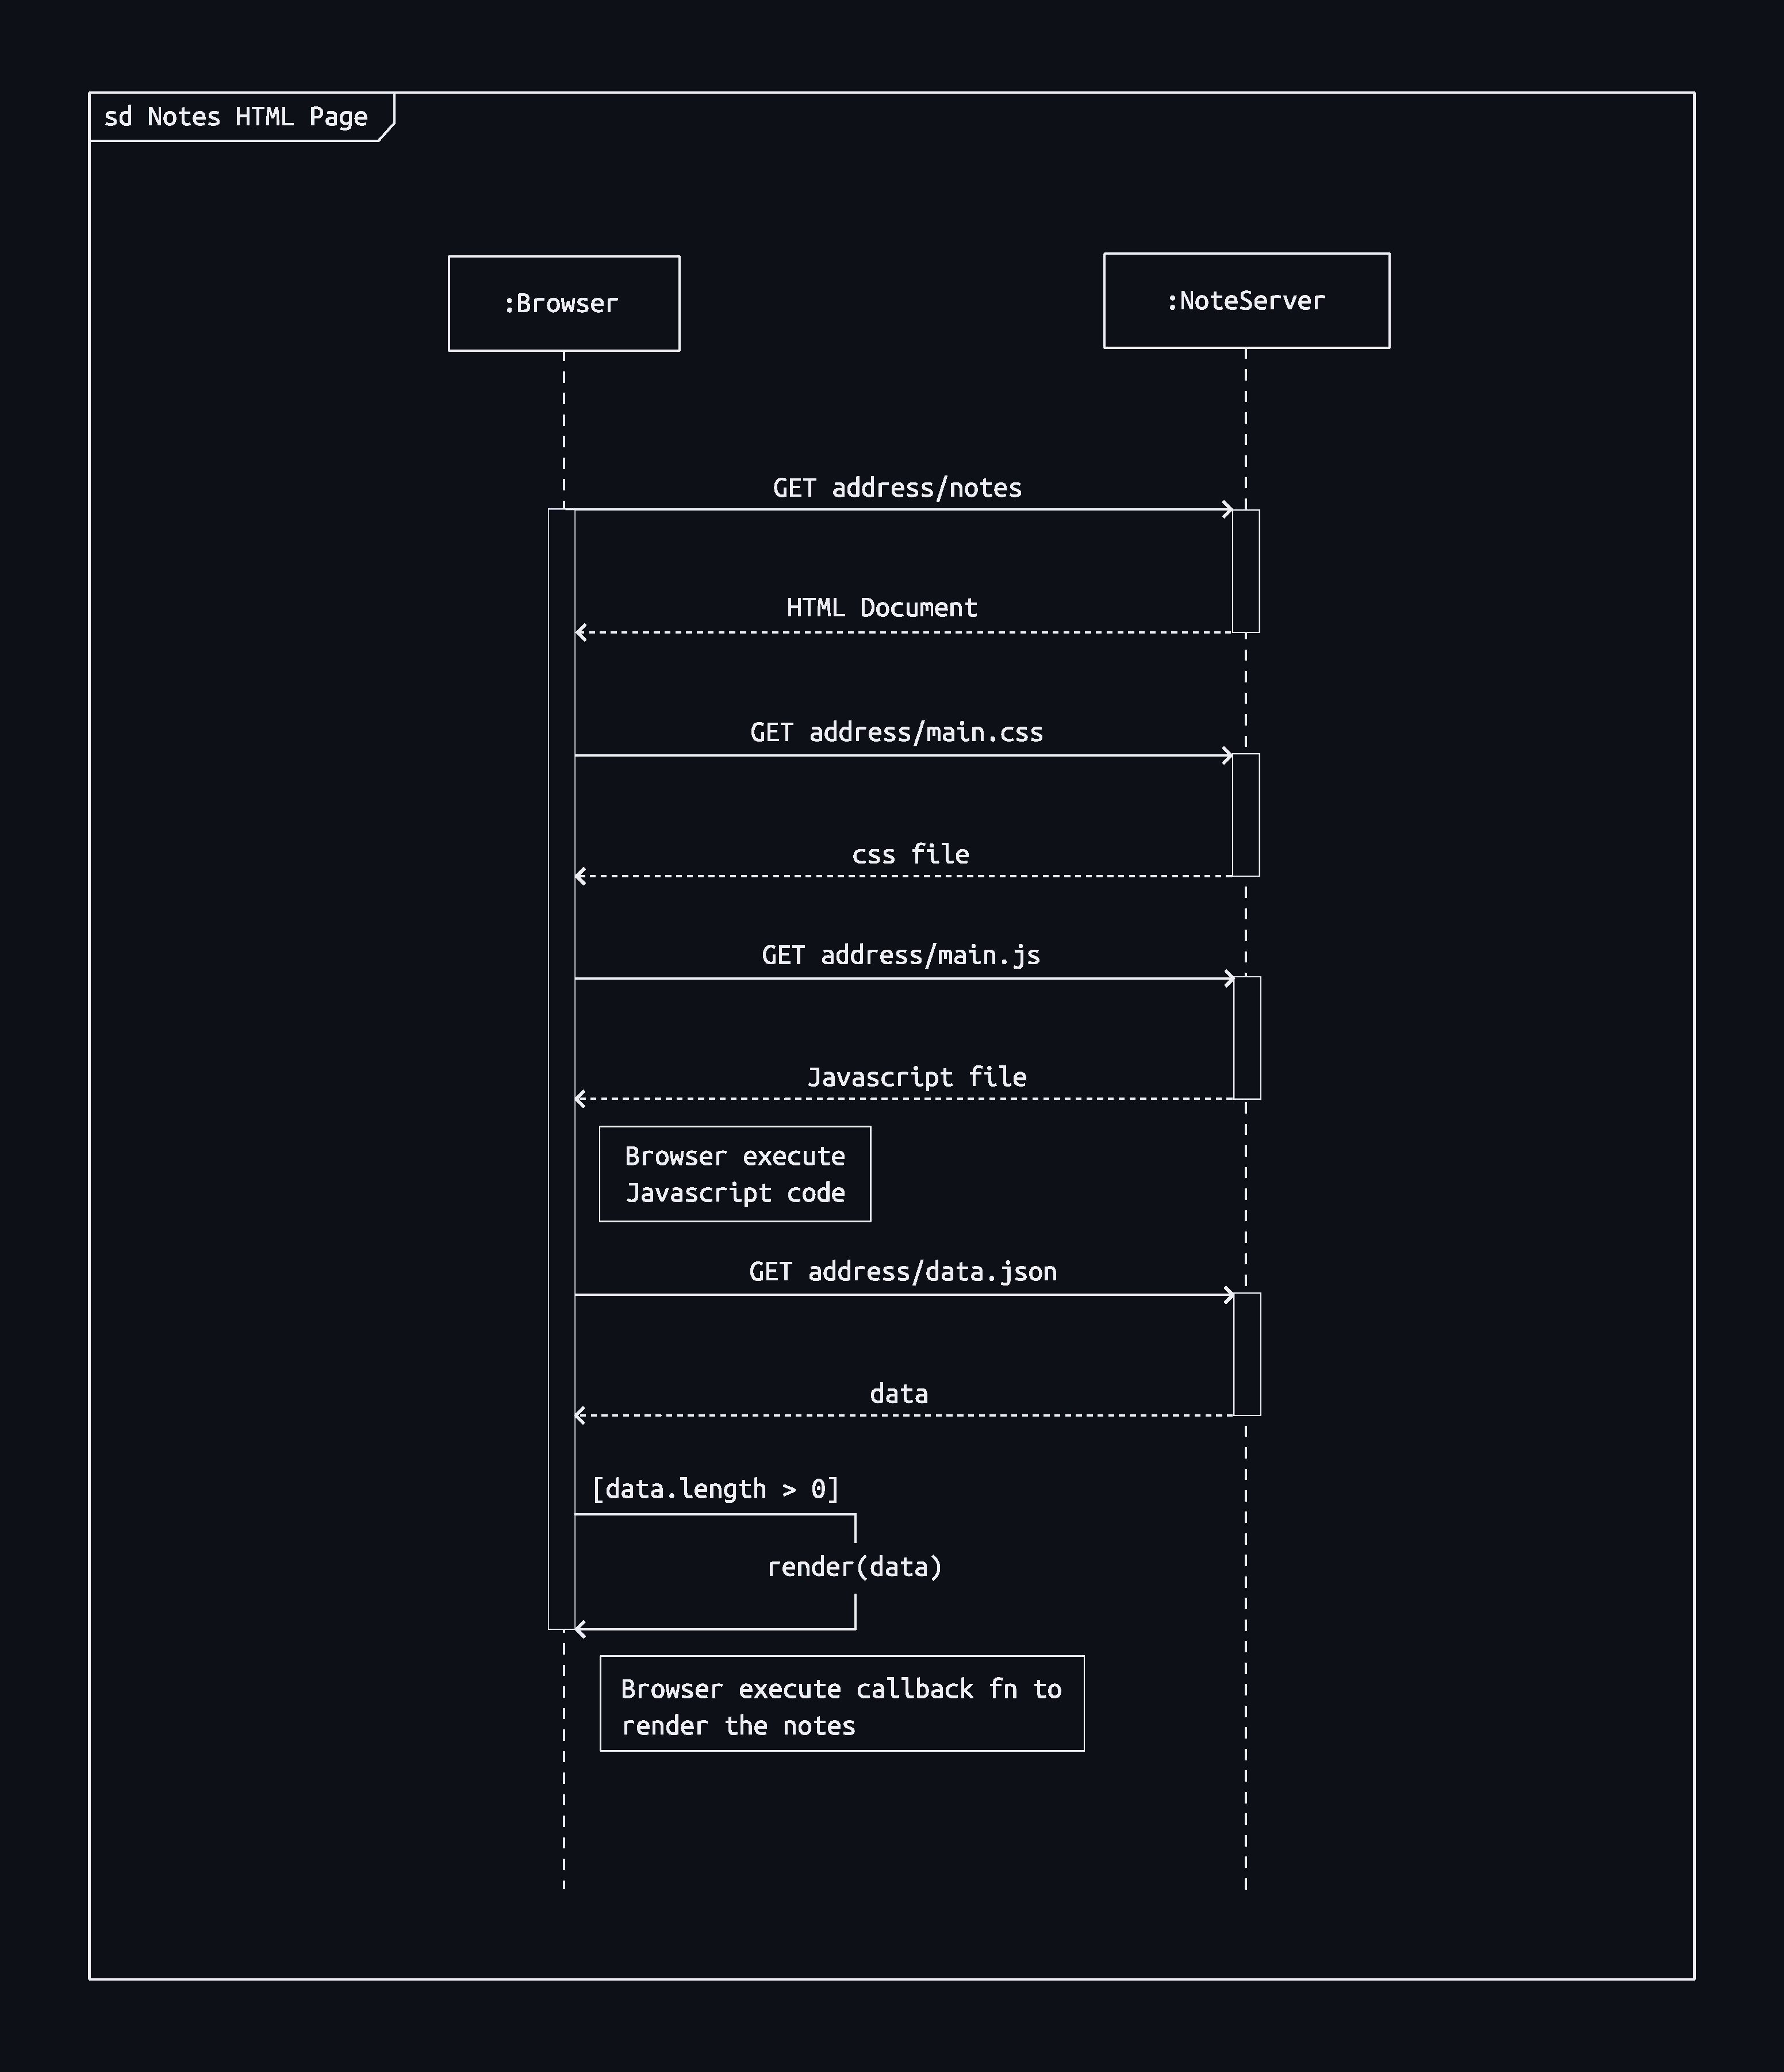 sd Notes HTML Page
:Browser
:NoteServer
GET address/notes
HTML Document
GET address/main.css
css file
GET address/main.js
Javascript file
Browser execute
Javascript code
GET address/data.json
data
[data.length > 0]
render(data)
Browser execute callback fn to
render the notes